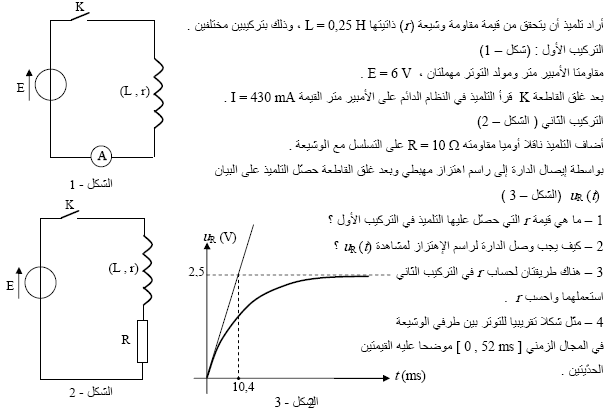 أراد تلميذ أن يتحقق من قيمة مقاومة وشيعة (r) ذاتيتها L = 0,25 H ، وذلك بتركيبين مختلفين .
التركيب الأول : (شكل – 1)
مقاومتا الأمبير متر ومولد التوتر مهملتان ، E = 6 V .
بعد غلق القاطعة K قرأ التلميذ في النظام الدائم على الأمبير متر القيمة I = 430 mA .
التركيب الثاني ( الشكل – 2)
أضاف التلميذ ناقلا أوميا مقاومته R = 10 Ω على التسلسل مع الوشيعة .
بواسطة إيصال الدارة إلى راسم اهتزاز مهبطي وبعد غلق القاطعة حصل التلميذ على البيان
uR (t) (الشكل – 3 )
1 – ما هي قيمة r التي حصل عليها التلميذ في التركيب الأول ؟
2 – كيف يجب وصل الدارة لراسم الإهتزاز لمشاهدة uR (t) ؟
3 – هناك طريقتان لحساب r في التركيب الثاني
استعملهما واحسب r .
4 – مثل شكلا تقريبيا للتوتر بين طرفي الوشيعة
في المجال الزمني [ 0 , 52 ms ] موضحا عليه القيمتين
الحديتين .
K
E
(L , r)
A
الشكل - 1
K
E
(L , r)
R
الشكل - 2
uR (V)
2.5
10,4
t (ms)
الشكل - 3
2